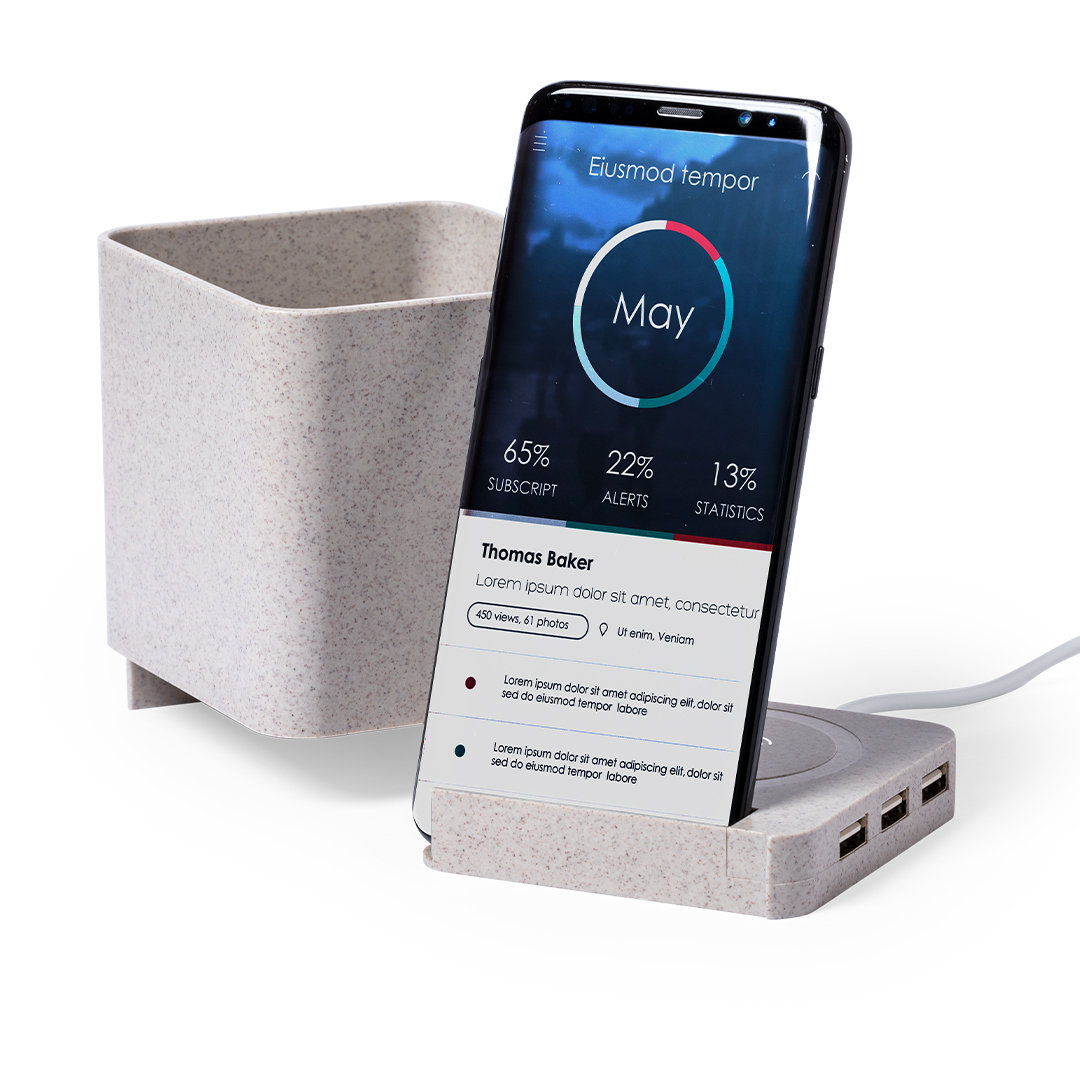 Eiusmod tempor
May
65%
SUBSCRIPT
22%
ALERTS
13%
STATISTICS
Thomas Baker
Lorem ipsum dolor sit amet, consectetur
450 views, 61 photos
Ut enim, Veniam
Lorem ipsum dolor sit amet adipiscing elit, dolor sit
sed do eiusmod tempor labore
Lorem ipsum dolor sit amet adipiscing elit, dolor sit
sed do eiusmod tempor labore